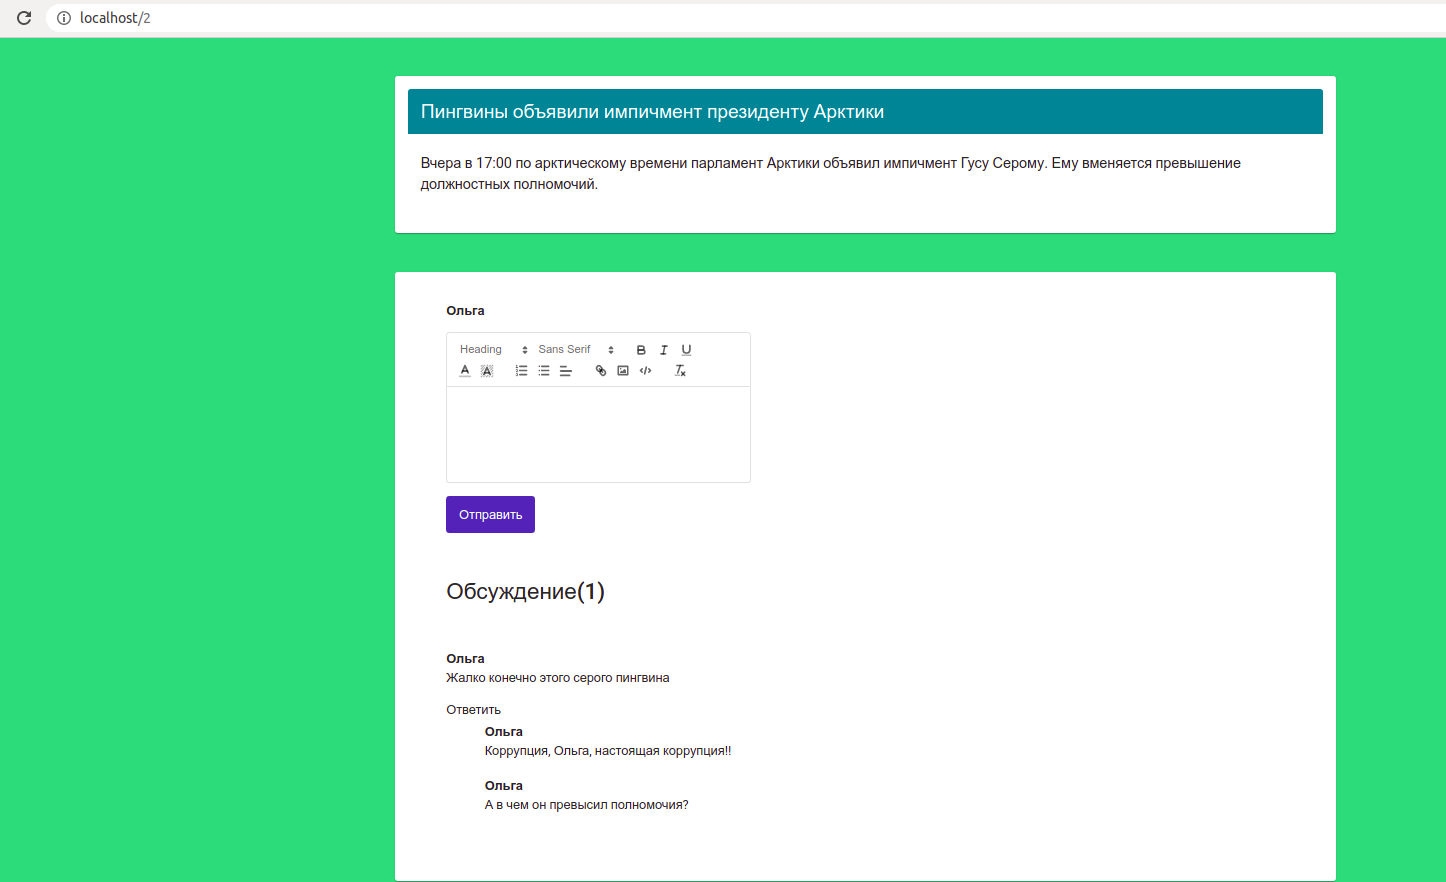 localhost/2
Пингвины объявили импичмент президенту Арктики
Вчера в 17:00 по арктическому времени парламент Арктики объявил импичмент Гусу Серому. Ему вменяется превышение
должностных полномочий.
Ольга
Heading Sans Serif B I U
A A </> Tx
Отправить
Обсуждение(1)
Ольга
Жалко конечно этого серого пингвина
Ответить
Ольга
Коррупция, Ольга, настоящая коррупция!!
Ольга
А в чем он превысил полномочия?